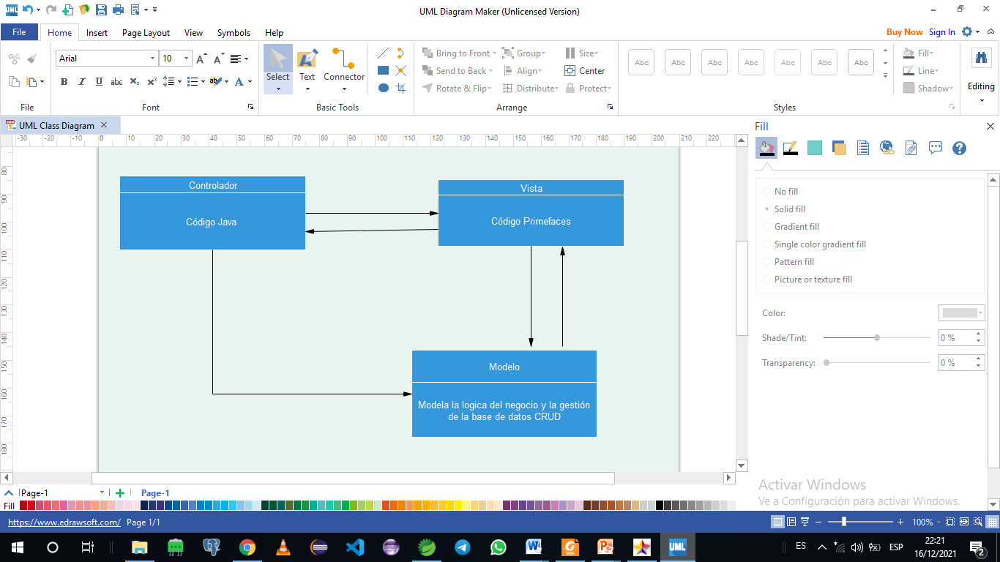 UML
UML Diagram Maker (Unlicensed Version)
File Home Insert Page Layout View Symbols Help
Buy Now Sign In
Arial 10
B I U abc X₂ X²
File
Font
Select
Text
Connector
Basic Tools
Bring to Front
Send to Back
Rotate & Flip
Group
Align
Distribute
Size
Center
Protect
Arrange
Abc Abc Abc Abc Abc Abc Abc
Styles
Fill
Line
Shadow
Editing
UML Class Diagram
-30 -20 -10 0 10 20 30 40 50 60 70 80 90 100 110 120 130 140 150 160 170 180 190 200 210 220
80
90
100
110
120
130
140
150
160
170
180
Controlador
Código Java
Vista
Código Primefaces
Modelo
Modela la logica del negocio y la gestión
de la base de datos CRUD
Fill
No fill
Solid fill
Gradient fill
Single color gradient fill
Pattern fill
Picture or texture fill
Color:
Shade/Tint: 0 %
Transparency: 0 %
Activar Windows
Ve a Configuración para activar Windows.
Page-1 Page-1
Fill
https://www.edrawsoft.com/ Page 1/1
100%
UML
ES
ESP
22:21
16/12/2021
2